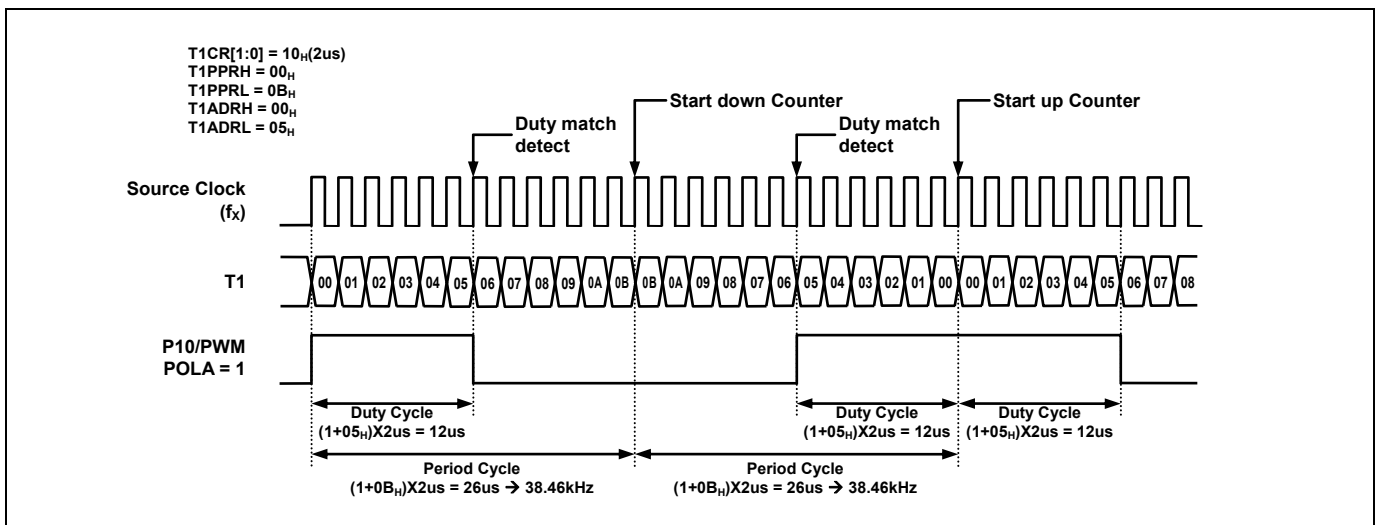 T1CR[1:0] = 10H(2us)
T1PPRH = 00H
T1PPRL = 0BH
T1ADRH = 00H
T1ADRL = 05H
Duty match
detect
Start down Counter
Duty match
detect
Start up Counter
Source Clock
(fX)
T1
00 01 02 03 04 05 06 07 08 09 0A 0B 0B 0A 09 08 07 06 05 04 03 02 01 00 00 01 02 03 04 05 06 07 08
P10/PWM
POLA = 1
Duty Cycle
(1+05H)X2us = 12us
Duty Cycle
(1+05H)X2us = 12us
Duty Cycle
(1+05H)X2us = 12us
Period Cycle
(1+0BH)X2us = 26us → 38.46kHz
Period Cycle
(1+0BH)X2us = 26us → 38.46kHz